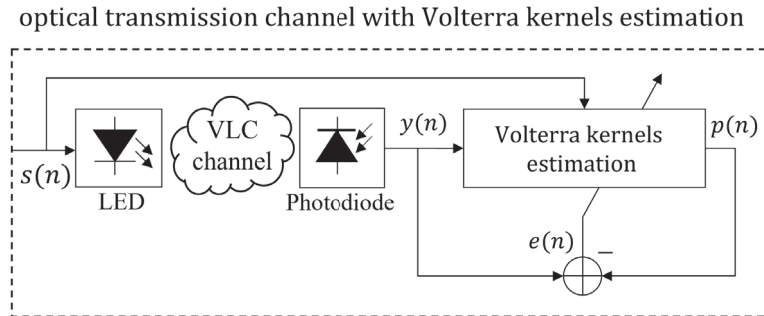 optical transmission channel with Volterra kernels estimation
s(n)
LED
VLC
channel
Photodiode
y(n)
Volterra kernels
estimation
p(n)
e(n)
−